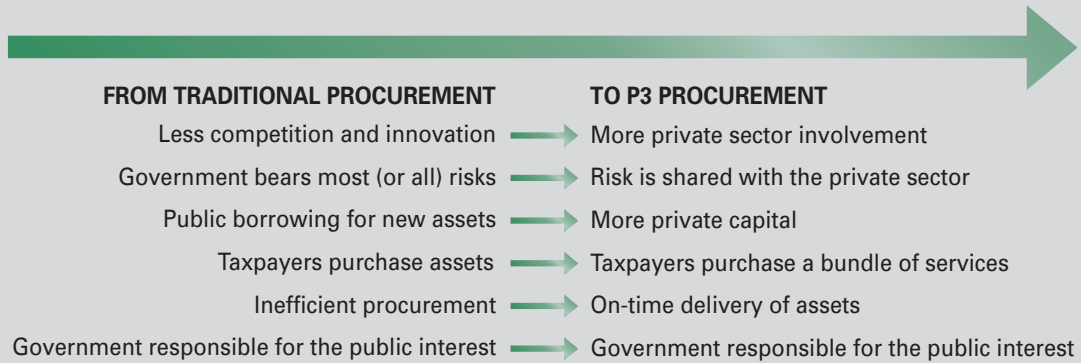 FROM TRADITIONAL PROCUREMENT TO P3 PROCUREMENT
Less competition and innovation More private sector involvement
Government bears most (or all) risks Risk is shared with the private sector
Public borrowing for new assets More private capital
Taxpayers purchase assets Taxpayers purchase a bundle of services
Inefficient procurement On-time delivery of assets
Government responsible for the public interest Government responsible for the public interest